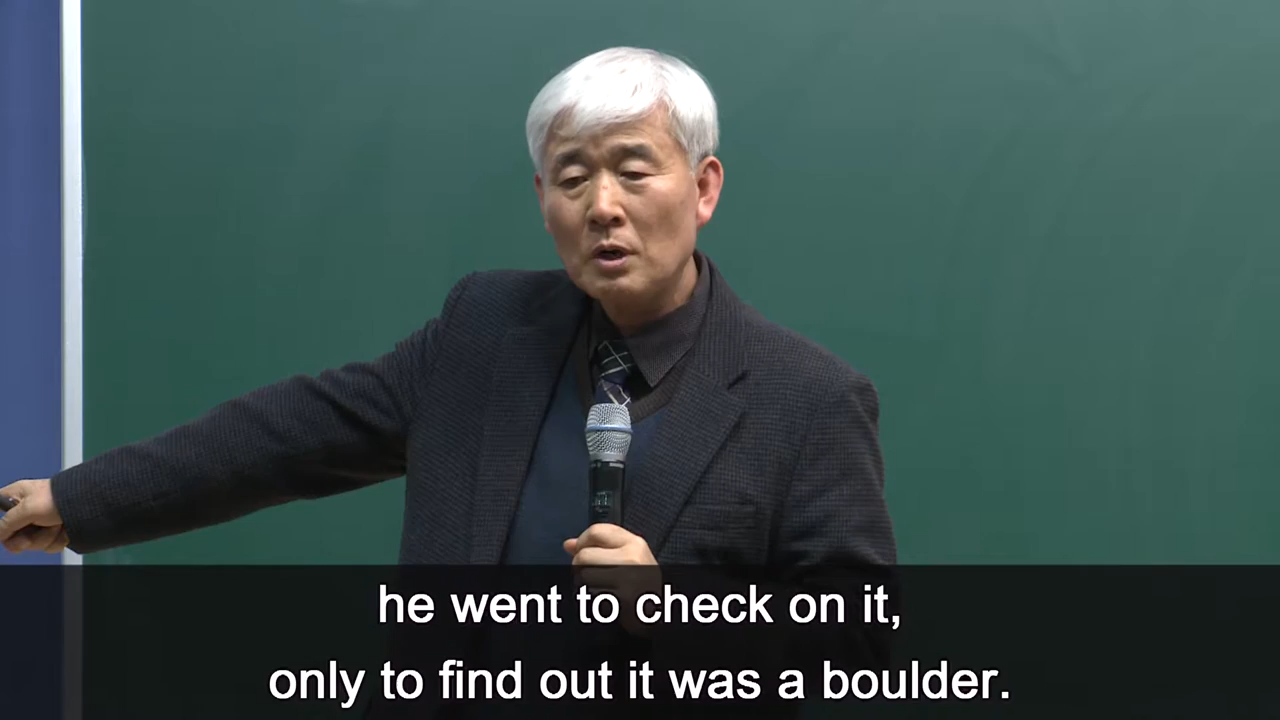 he went to check on it,
only to find out it was a boulder.